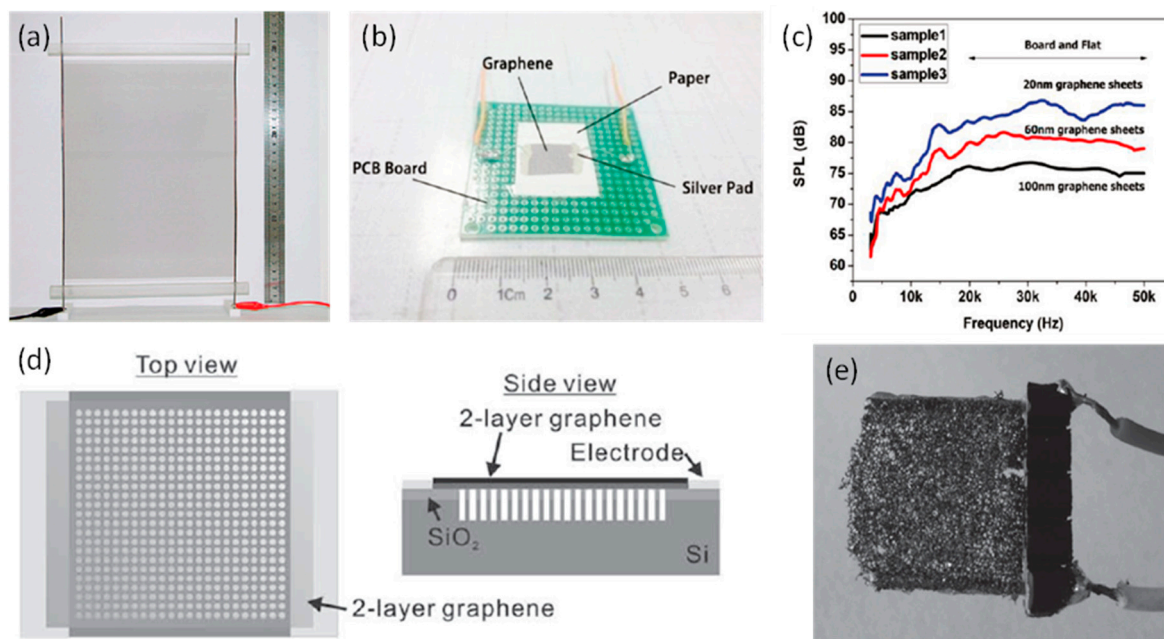 (a)
(b)
Graphene
Paper
PCB Board
Silver Pad
0 1Cm 2 3 4 5 6
(c)
85
80
75
70
65
60
SPL (dB)
sample1
sample2
sample3
Board and Flat
20nm graphene sheets
60nm graphene sheets
100nm graphene sheets
0 10k 20k 30k 40k 50k
Frequency (Hz)
(d)
Top view
2-layer graphene
Side view
2-layer graphene
Electrode
SiO₂
Si
(e)